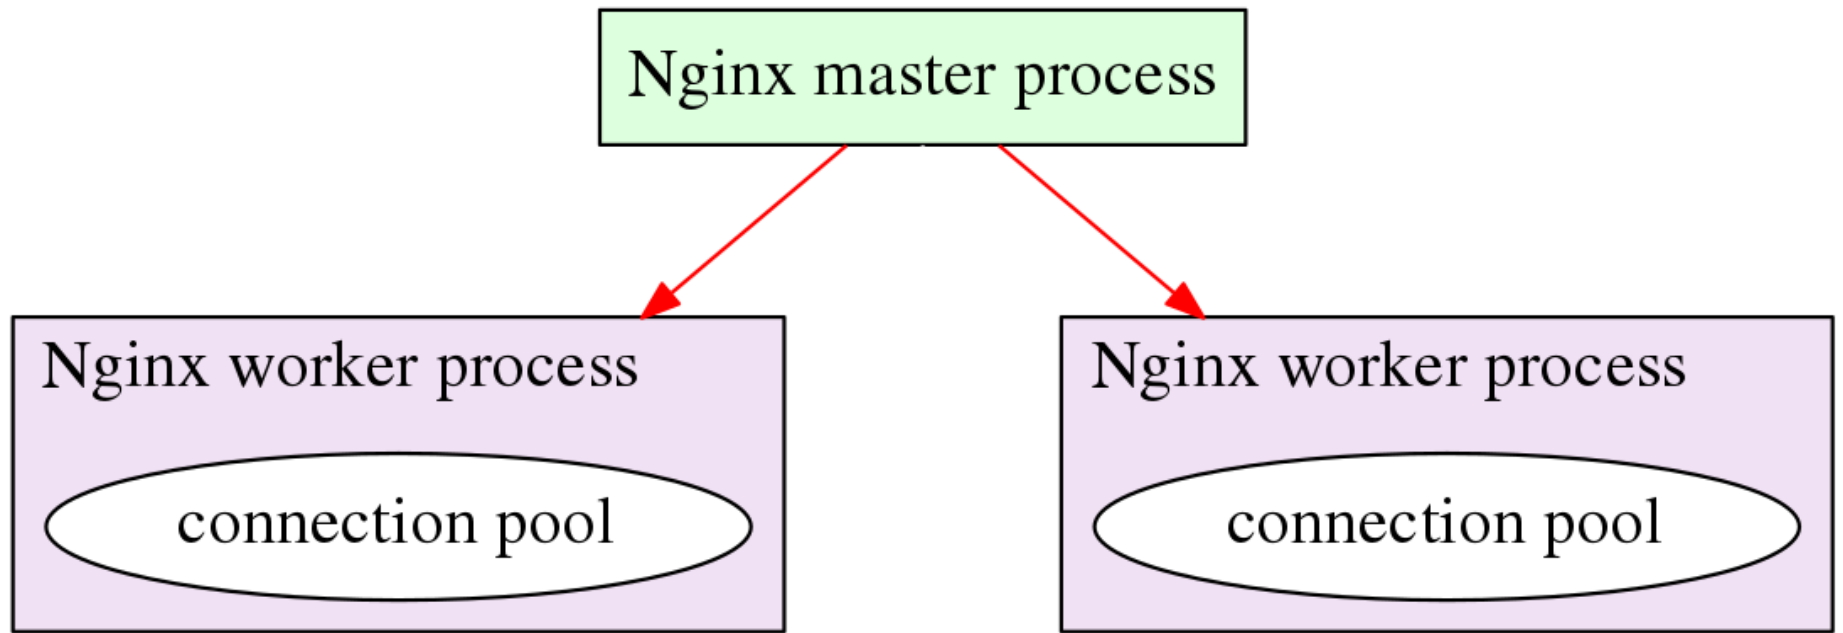 Nginx master process
Nginx worker process
Nginx worker process
connection pool
connection pool